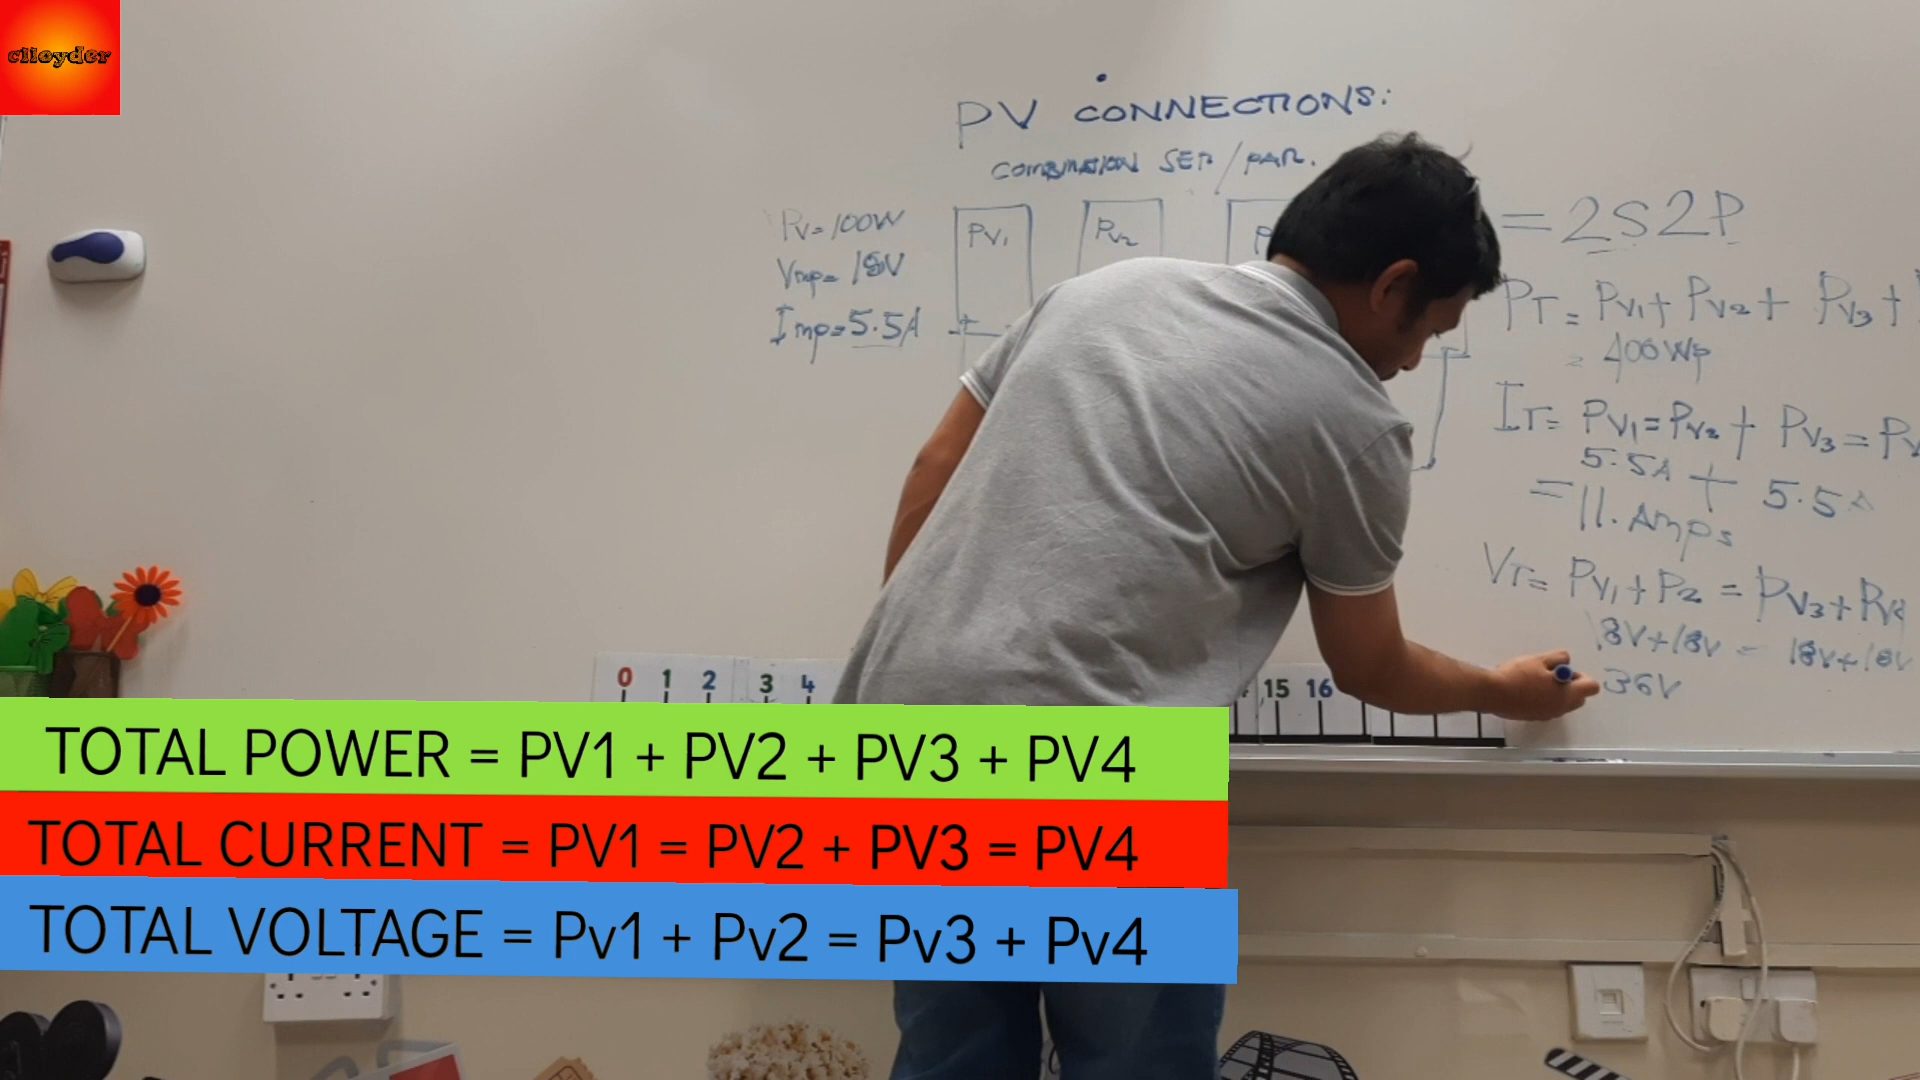 ciloyder
PV CONNECTIONS:
COMBINATION SER/PAR.
PV=100W
Vmp=18V
Imp=5.5A
PV1
PV2
+
= 2S2P
PT= PV1+PV2+ PV3+
= 400Wp
IT= PV1=PV2+ PV3=PV
5.5A + 5.5A
=11.Amps
VT= PV1+P2 = PV3+PV4
18V+18V = 18V+18V
36V
0 1 2 3 4 15 16
TOTAL POWER = PV1 + PV2 + PV3 + PV4
TOTAL CURRENT = PV1 = PV2 + PV3 = PV4
TOTAL VOLTAGE = Pv1 + Pv2 = Pv3 + Pv4